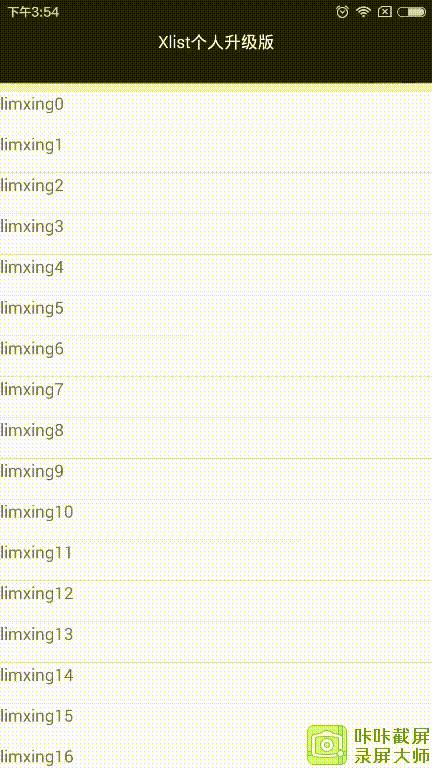 下午3:54
Xlist个人升级版
limxing0
limxing1
limxing2
limxing3
limxing4
limxing5
limxing6
limxing7
limxing8
limxing9
limxing10
limxing11
limxing12
limxing13
limxing14
limxing15
limxing16
咔咔截屏
录屏大师